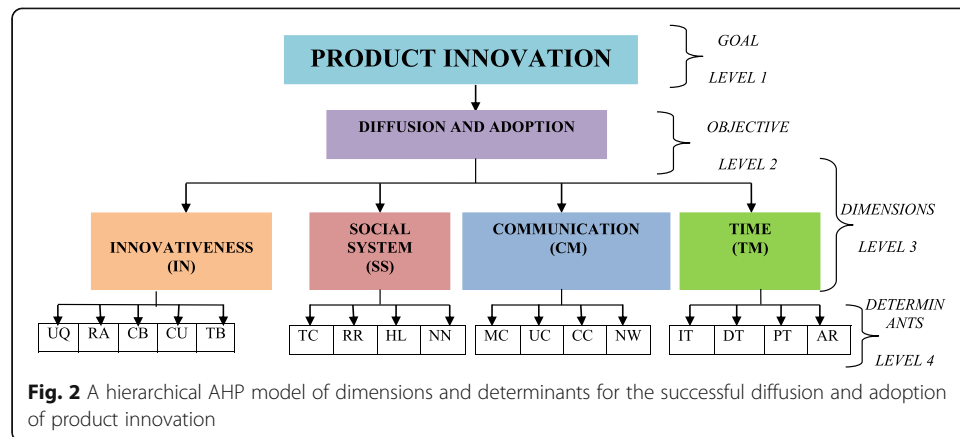 PRODUCT INNOVATION
GOAL
LEVEL 1
DIFFUSION AND ADOPTION
OBJECTIVE
LEVEL 2
INNOVATIVENESS
(IN)
SOCIAL
SYSTEM
(SS)
COMMUNICATION
(CM)
TIME
(TM)
DIMENSIONS
LEVEL 3
UQ RA CB CU TB
TC RR HL NN
MC UC CC NW
IT DT PT AR
DETERMIN
ANTS
LEVEL 4
Fig. 2 A hierarchical AHP model of dimensions and determinants for the successful diffusion and adoption
of product innovation